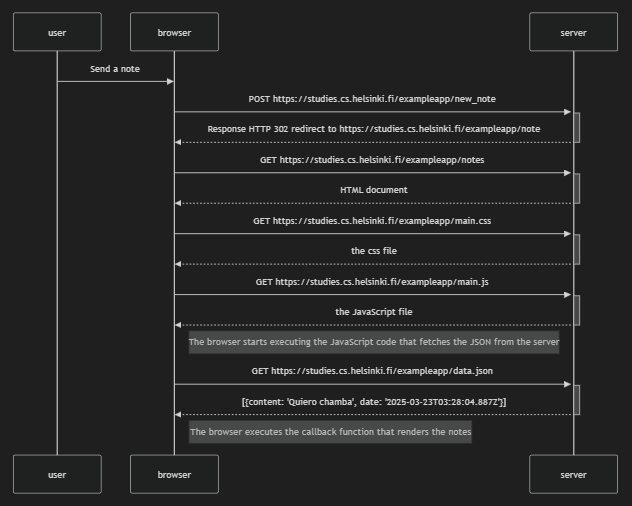 user
browser
server
Send a note
POST https://studies.cs.helsinki.fi/exampleapp/new_note
Response HTTP 302 redirect to https://studies.cs.helsinki.fi/exampleapp/note
GET https://studies.cs.helsinki.fi/exampleapp/notes
HTML document
GET https://studies.cs.helsinki.fi/exampleapp/main.css
the css file
GET https://studies.cs.helsinki.fi/exampleapp/main.js
the JavaScript file
The browser starts executing the JavaScript code that fetches the JSON from the server
GET https://studies.cs.helsinki.fi/exampleapp/data.json
[{content: 'Quiero chamba', date: '2025-03-23T03:28:04.887Z'}]
The browser executes the callback function that renders the notes
user
browser
server